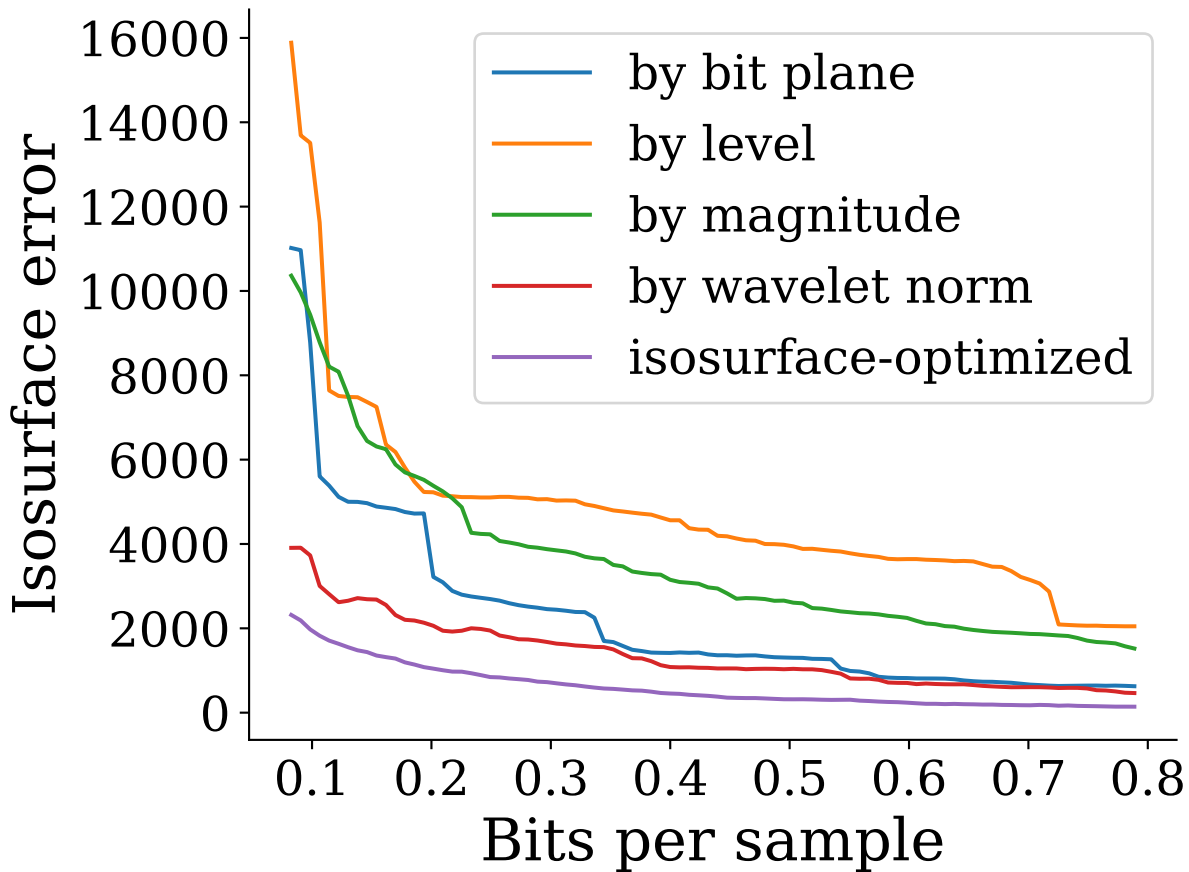 Isosurface error
16000
14000
12000
10000
8000
6000
4000
2000
0
by bit plane
by level
by magnitude
by wavelet norm
isosurface-optimized
0.1 0.2 0.3 0.4 0.5 0.6 0.7 0.8
Bits per sample